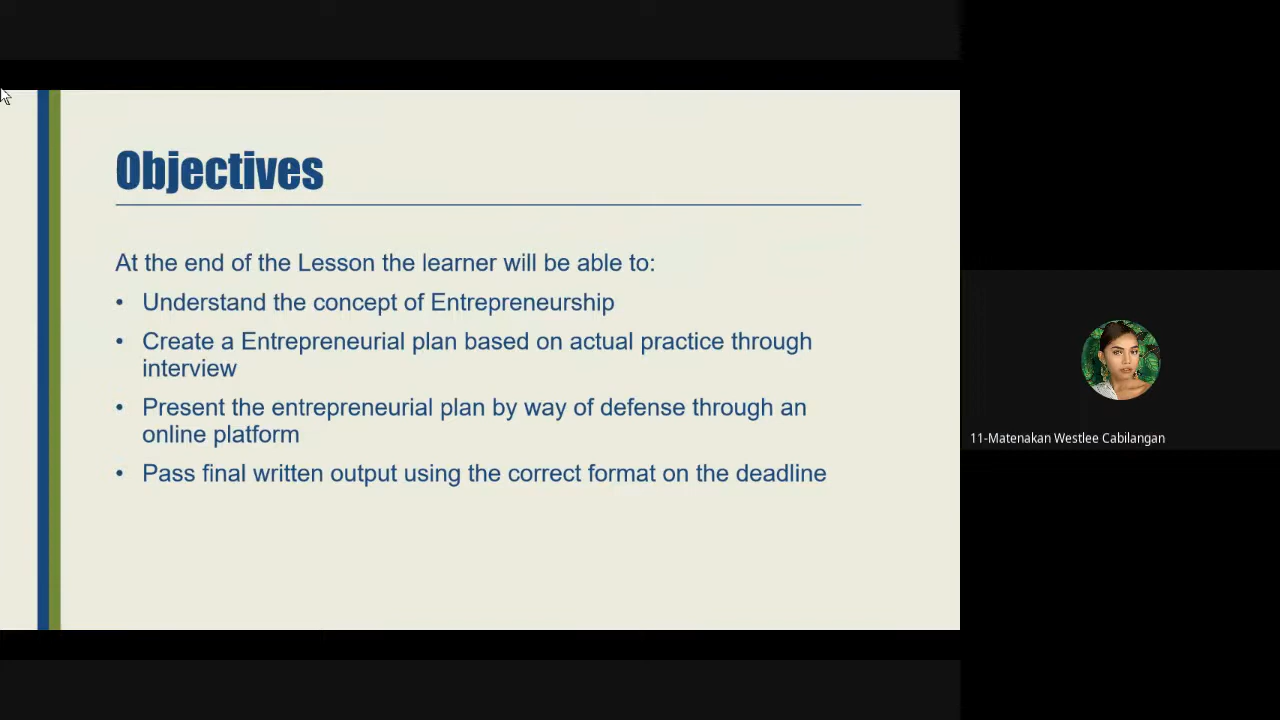 Objectives
At the end of the Lesson the learner will be able to:
• Understand the concept of Entrepreneurship
• Create a Entrepreneurial plan based on actual practice through
interview
• Present the entrepreneurial plan by way of defense through an
online platform
• Pass final written output using the correct format on the deadline
11-Matenakan Westlee Cabilangan